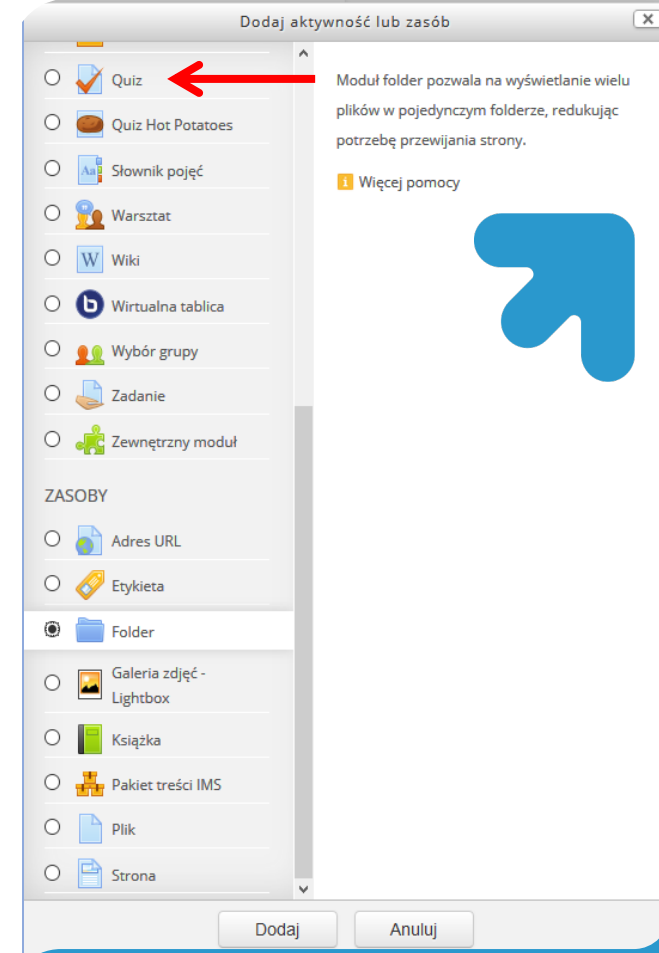 Dodaj aktywność lub zasób
Quiz
Quiz Hot Potatoes
Słownik pojęć
Warsztat
Wiki
Wirtualna tablica
Wybór grupy
Zadanie
Zewnętrzny moduł
ZASOBY
Adres URL
Etykieta
Folder
Galeria zdjęć -
Lightbox
Książka
Pakiet treści IMS
Plik
Strona
Moduł folder pozwala na wyświetlanie wielu
plików w pojedynczym folderze, redukując
potrzebę przewijania strony.
Więcej pomocy
Dodaj
Anuluj